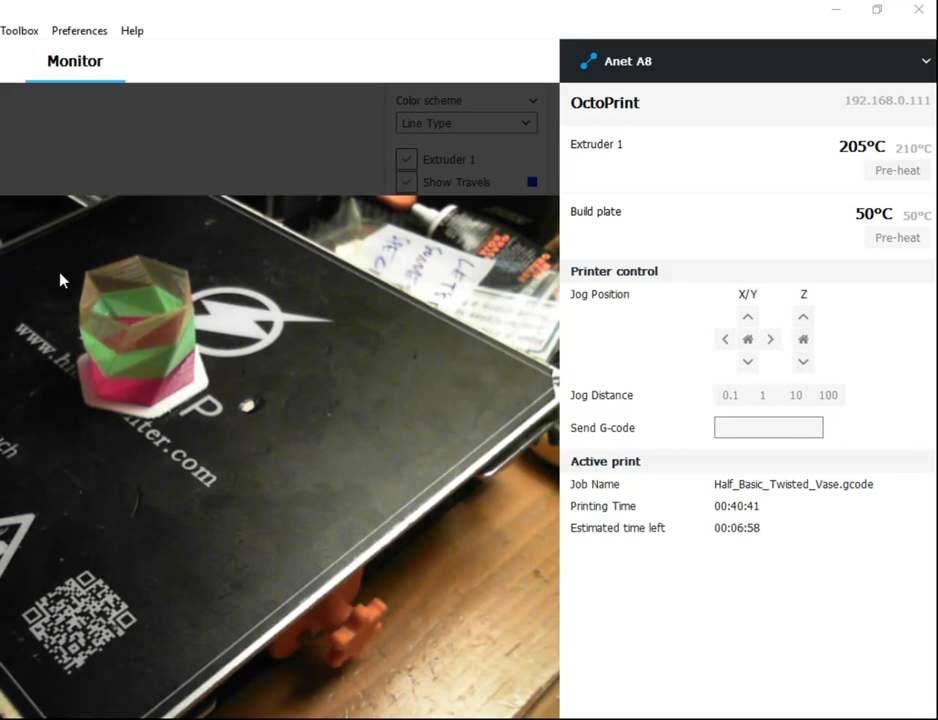 Toolbox Preferences Help
Monitor
Anet A8
Color scheme
Line Type
Extruder 1
Show Travels
OctoPrint 192.168.0.111
Extruder 1 205°C 210°C
Pre-heat
Build plate 50°C 50°C
Pre-heat
Printer control
Jog Position X/Y Z
Jog Distance 0.1 1 10 100
Send G-code
Active print
Job Name Half_Basic_Twisted_Vase.gcode
Printing Time 00:40:41
Estimated time left 00:06:58
P